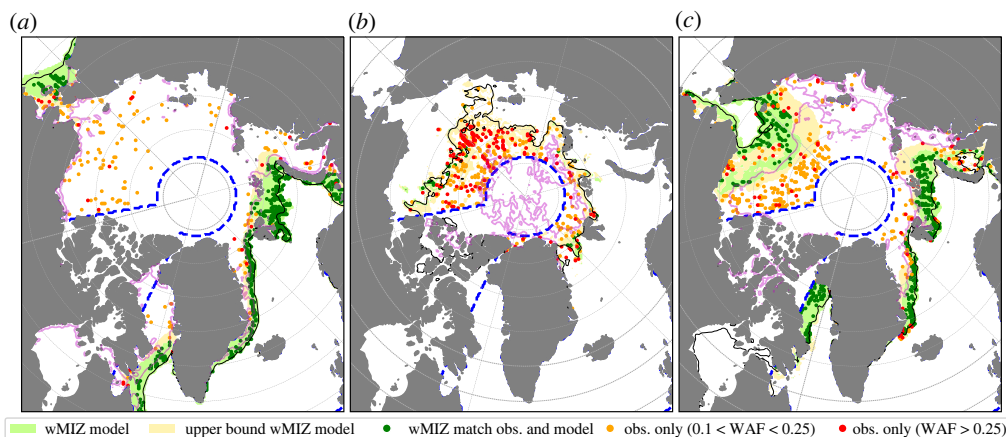 (a) (b) (c)
wMIZ model upper bound wMIZ model wMIZ match obs. and model obs. only (0.1 < WAF < 0.25) obs. only (WAF > 0.25)